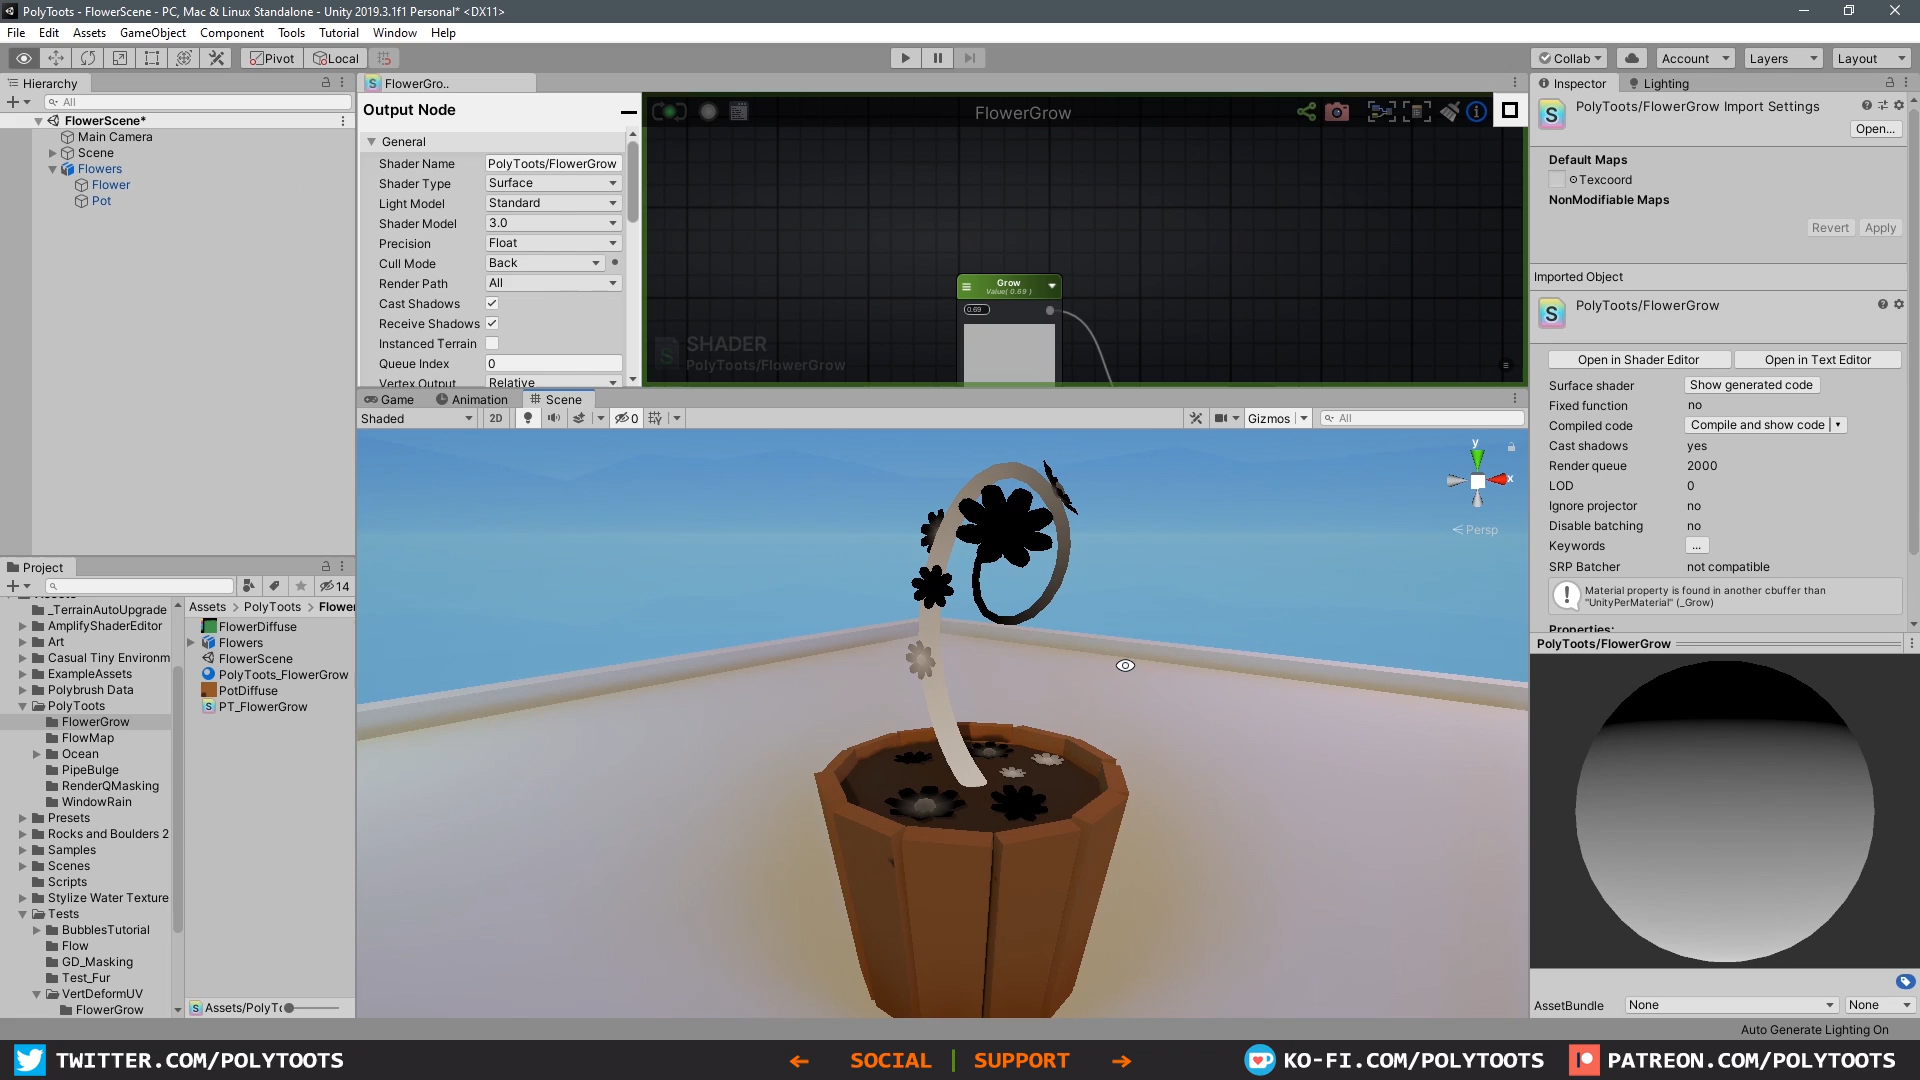 PolyToots - FlowerScene - PC, Mac & Linux Standalone - Unity 2019.3.1f1 Personal* <DX11>
File Edit Assets GameObject Component Tools Tutorial Window Help
Pivot Local Collab Account Layers Layout
Hierarchy
All
FlowerScene*
Main Camera
Scene
Flowers
Flower
Pot
FlowerGro..
Output Node
General
Shader Name PolyToots/FlowerGrow
Shader Type Surface
Light Model Standard
Shader Model 3.0
Precision Float
Cull Mode Back
Render Path All
Cast Shadows
Receive Shadows
Instanced Terrain
Queue Index 0
Vertex Output Relative
FlowerGrow
Grow
Value( 0.69 )
0.69
SHADER
PolyToots/FlowerGrow
Game Animation Scene
Shaded 2D 0 Gizmos All
y
x
Persp
Project
14
Assets
_TerrainAutoUpgrade
AmplifyShaderEditor
Art
Casual Tiny Environm
ExampleAssets
Polybrush Data
PolyToots
FlowerGrow
FlowMap
Ocean
PipeBulge
RenderQMasking
WindowRain
Presets
Rocks and Boulders 2
Samples
Scenes
Scripts
Stylize Water Texture
Tests
BubblesTutorial
Flow
GD_Masking
Test_Fur
VertDeformUV
FlowerGrow
Assets > PolyToots > Flower
FlowerDiffuse
Flowers
FlowerScene
PolyToots_FlowerGrow
PotDiffuse
PT_FlowerGrow
Assets/PolyT
Inspector Lighting
PolyToots/FlowerGrow Import Settings
Open...
Default Maps
Texcoord
NonModifiable Maps
Revert Apply
Imported Object
PolyToots/FlowerGrow
Open in Shader Editor Open in Text Editor
Surface shader Show generated code
Fixed function no
Compiled code Compile and show code
Cast shadows yes
Render queue 2000
LOD 0
Ignore projector no
Disable batching no
Keywords ...
SRP Batcher not compatible
Material property is found in another cbuffer than
"UnityPerMaterial" (_Grow)
Properties:
PolyToots/FlowerGrow
AssetBundle None None
Auto Generate Lighting On
TWITTER.COM/POLYTOOTS
← SOCIAL | SUPPORT →
KO-FI.COM/POLYTOOTS
PATREON.COM/POLYTOOTS